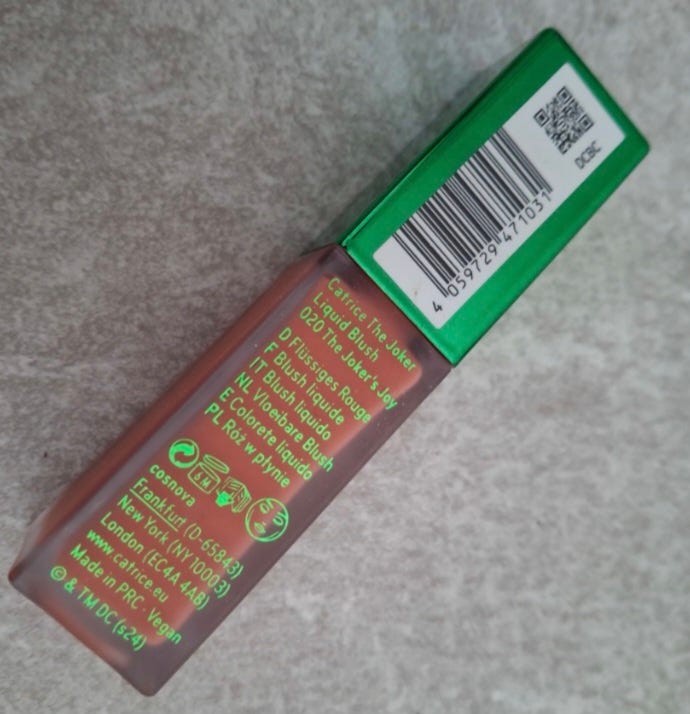 DCBC
4 059729 471031
Catrice The Joker
Liquid Blush
020 The Joker's Joy
D Flüssiges Rouge
F Blush liquide
IT Blush liquido
NL Vloeibare Blush
E Colorete líquido
PL Róż w płynie
6 M
cosnova
Frankfurt (D-65843)
New York (NY10003)
London (EC4A 4AB)
www.catrice.eu
Made in PRC · Vegan
© & TM DC (s24)